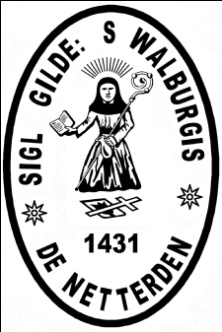 SIGL GILDE: S WALBURGIS
1431
DE NETTERDEN